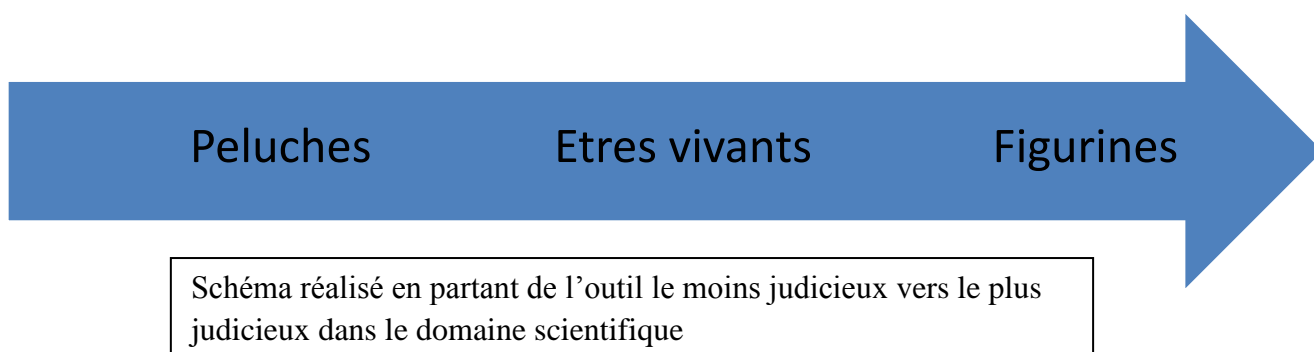 Peluches Etres vivants Figurines
Schéma réalisé en partant de l’outil le moins judicieux vers le plus
judicieux dans le domaine scientifique